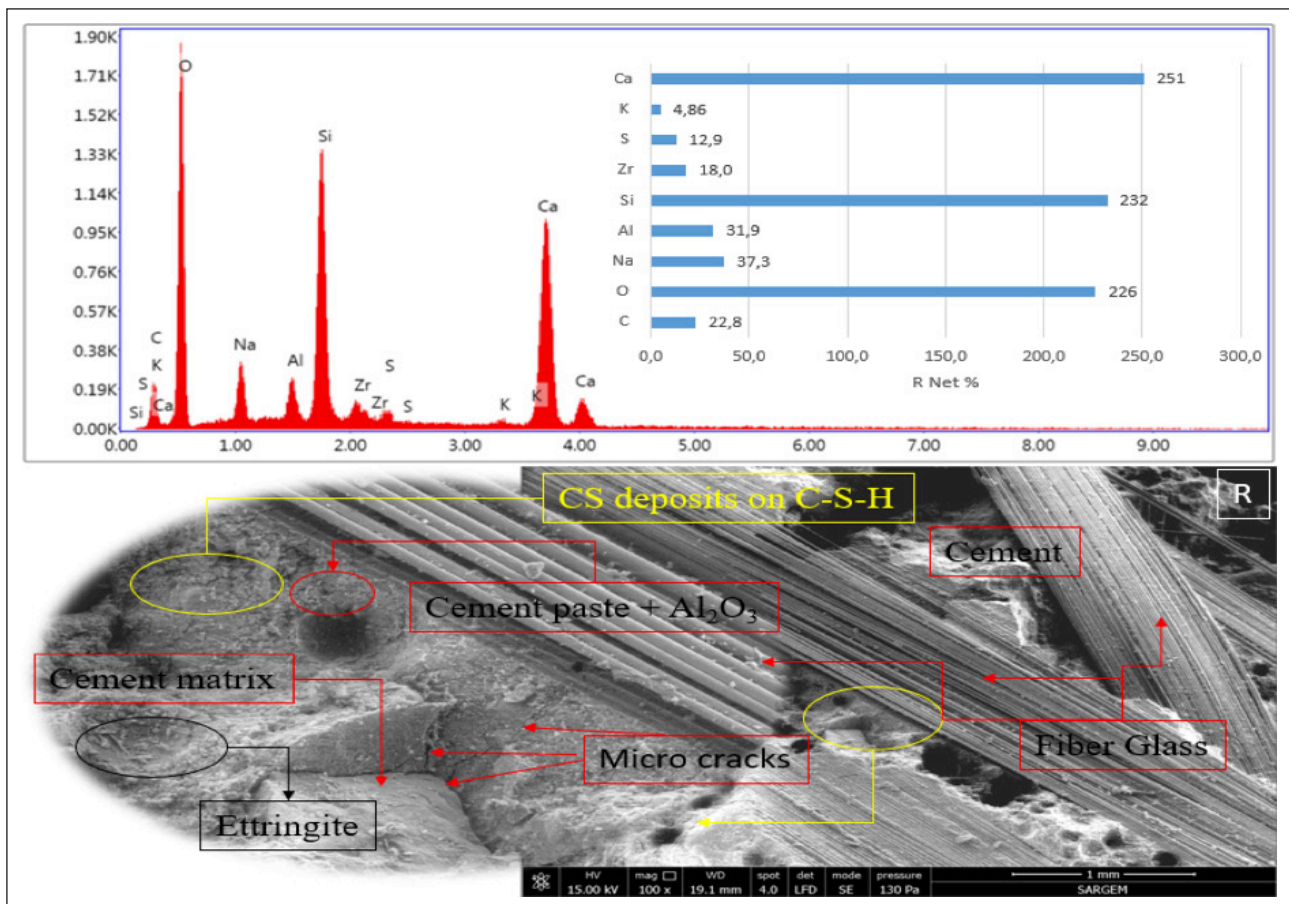 1.90K
1.71K
1.52K
1.33K
1.14K
0.95K
0.76K
0.57K
0.38K
0.19K
0.00K
O
Si
Ca
C
K
S
Si
Ca
Na
Al
Zr
Zr
S
S
K
K
Ca
0.00 1.00 2.00 3.00 4.00 5.00 6.00 7.00 8.00 9.00
Ca 251
K 4,86
S 12,9
Zr 18,0
Si 232
Al 31,9
Na 37,3
O 226
C 22,8
0,0 50,0 100,0 150,0 200,0 250,0 300,0
R Net %
CS deposits on C-S-H
R
Cement
Cement paste + Al₂O₃
Cement matrix
Micro cracks
Fiber Glass
Ettringite
HV mag WD spot det mode pressure 1 mm
15.00 kV 100 x 19.1 mm 4.0 LFD SE 130 Pa SARGEM